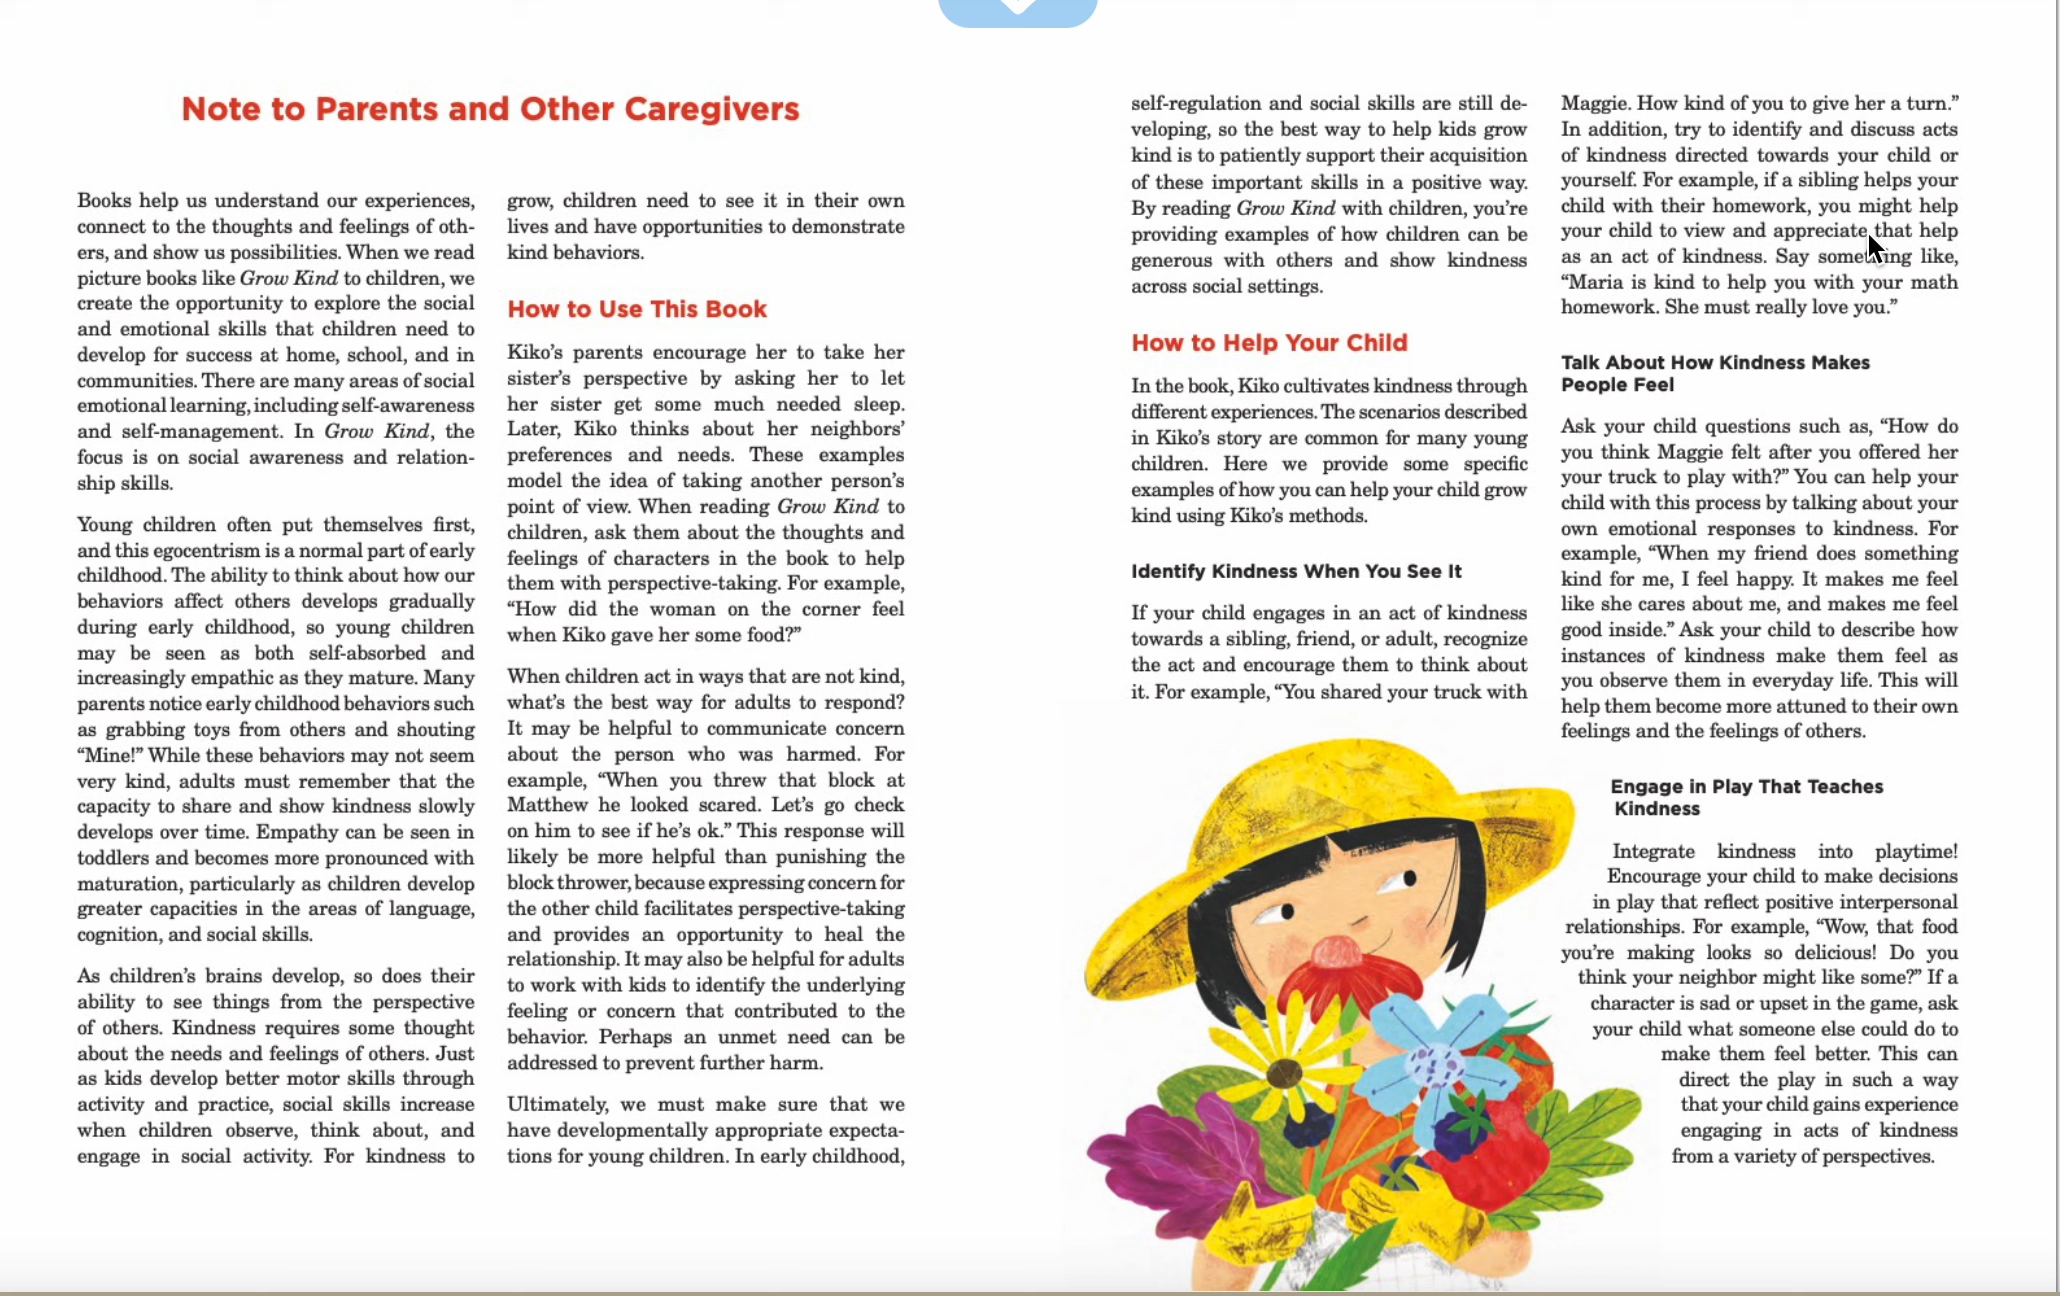 Note to Parents and Other Caregivers
Books help us understand our experiences,
connect to the thoughts and feelings of oth-
ers, and show us possibilities. When we read
picture books like Grow Kind to children, we
create the opportunity to explore the social
and emotional skills that children need to
develop for success at home, school, and in
communities. There are many areas of social
emotional learning, including self-awareness
and self-management. In Grow Kind, the
focus is on social awareness and relation-
ship skills.
Young children often put themselves first,
and this egocentrism is a normal part of early
childhood. The ability to think about how our
behaviors affect others develops gradually
during early childhood, so young children
may be seen as both self-absorbed and
increasingly empathic as they mature. Many
parents notice early childhood behaviors such
as grabbing toys from others and shouting
“Mine!” While these behaviors may not seem
very kind, adults must remember that the
capacity to share and show kindness slowly
develops over time. Empathy can be seen in
toddlers and becomes more pronounced with
maturation, particularly as children develop
greater capacities in the areas of language,
cognition, and social skills.
As children’s brains develop, so does their
ability to see things from the perspective
of others. Kindness requires some thought
about the needs and feelings of others. Just
as kids develop better motor skills through
activity and practice, social skills increase
when children observe, think about, and
engage in social activity. For kindness to
grow, children need to see it in their own
lives and have opportunities to demonstrate
kind behaviors.
How to Use This Book
Kiko’s parents encourage her to take her
sister’s perspective by asking her to let
her sister get some much needed sleep.
Later, Kiko thinks about her neighbors’
preferences and needs. These examples
model the idea of taking another person’s
point of view. When reading Grow Kind to
children, ask them about the thoughts and
feelings of characters in the book to help
them with perspective-taking. For example,
“How did the woman on the corner feel
when Kiko gave her some food?”
When children act in ways that are not kind,
what’s the best way for adults to respond?
It may be helpful to communicate concern
about the person who was harmed. For
example, “When you threw that block at
Matthew he looked scared. Let’s go check
on him to see if he’s ok.” This response will
likely be more helpful than punishing the
block thrower, because expressing concern for
the other child facilitates perspective-taking
and provides an opportunity to heal the
relationship. It may also be helpful for adults
to work with kids to identify the underlying
feeling or concern that contributed to the
behavior. Perhaps an unmet need can be
addressed to prevent further harm.
Ultimately, we must make sure that we
have developmentally appropriate expecta-
tions for young children. In early childhood,
self-regulation and social skills are still de-
veloping, so the best way to help kids grow
kind is to patiently support their acquisition
of these important skills in a positive way.
By reading Grow Kind with children, you’re
providing examples of how children can be
generous with others and show kindness
across social settings.
How to Help Your Child
In the book, Kiko cultivates kindness through
different experiences. The scenarios described
in Kiko’s story are common for many young
children. Here we provide some specific
examples of how you can help your child grow
kind using Kiko’s methods.
Identify Kindness When You See It
If your child engages in an act of kindness
towards a sibling, friend, or adult, recognize
the act and encourage them to think about
it. For example, “You shared your truck with
Maggie. How kind of you to give her a turn.”
In addition, try to identify and discuss acts
of kindness directed towards your child or
yourself. For example, if a sibling helps your
child with their homework, you might help
your child to view and appreciate that help
as an act of kindness. Say something like,
“Maria is kind to help you with your math
homework. She must really love you.”
Talk About How Kindness Makes
People Feel
Ask your child questions such as, “How do
you think Maggie felt after you offered her
your truck to play with?” You can help your
child with this process by talking about your
own emotional responses to kindness. For
example, “When my friend does something
kind for me, I feel happy. It makes me feel
like she cares about me, and makes me feel
good inside.” Ask your child to describe how
instances of kindness make them feel as
you observe them in everyday life. This will
help them become more attuned to their own
feelings and the feelings of others.
Engage in Play That Teaches
Kindness
Integrate kindness into playtime!
Encourage your child to make decisions
in play that reflect positive interpersonal
relationships. For example, “Wow, that food
you’re making looks so delicious! Do you
think your neighbor might like some?” If a
character is sad or upset in the game, ask
your child what someone else could do to
make them feel better. This can
direct the play in such a way
that your child gains experience
engaging in acts of kindness
from a variety of perspectives.